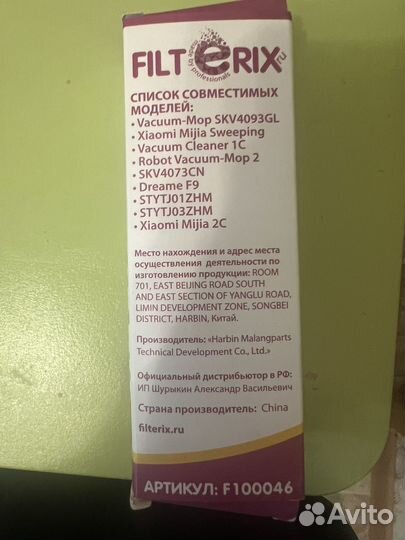 FILTERIX.ru
made by professionals
СПИСОК СОВМЕСТИМЫХ
МОДЕЛЕЙ:
• Vacuum-Mop SKV4093GL
• Xiaomi Mijia Sweeping
• Vacuum Cleaner 1C
• Robot Vacuum-Mop 2
• SKV4073CN
• Dreame F9
• STYTJ01ZHM
• STYTJ03ZHM
• Xiaomi Mijia 2C
Место нахождения и адрес места
осуществления деятельности по
изготовлению продукции: ROOM
701, EAST BEIJING ROAD SOUTH
AND EAST SECTION OF YANGLU ROAD,
LIMIN DEVELOPMENT ZONE, SONGBEI
DISTRICT, HARBIN, Китай.
Производитель: «Harbin Malangparts
Technical Development Co., Ltd.»
Официальный дистрибьютор в РФ:
ИП Шурыкин Александр Васильевич
Страна производитель: China
filterix.ru
АРТИКУЛ: F100046
Avito